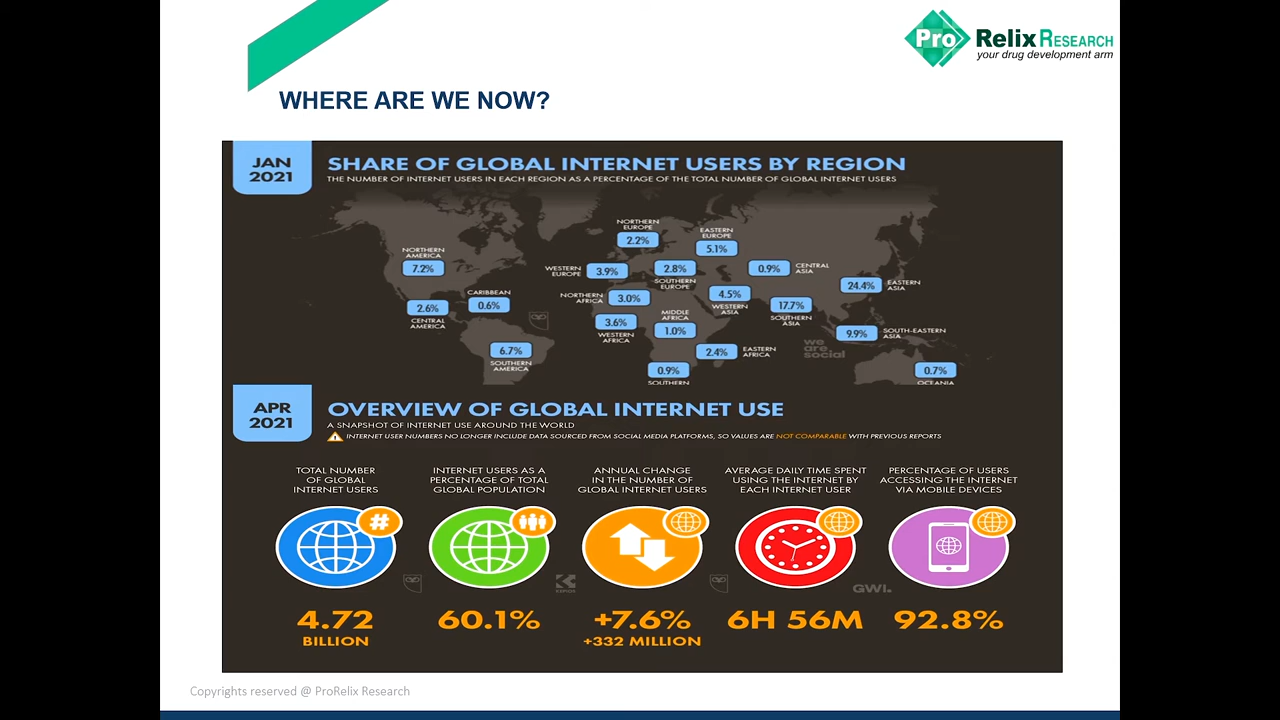 Pro Relix RESEARCH
your drug development arm
WHERE ARE WE NOW?
JAN
2021
SHARE OF GLOBAL INTERNET USERS BY REGION
THE NUMBER OF INTERNET USERS IN EACH REGION AS A PERCENTAGE OF THE TOTAL NUMBER OF GLOBAL INTERNET USERS
NORTHERN
EUROPE
2.2%
EASTERN
EUROPE
5.1%
NORTHERN
AMERICA
7.2%
WESTERN
EUROPE
3.9%
2.8%
SOUTHERN
EUROPE
0.9%
CENTRAL
ASIA
24.4%
EASTERN
ASIA
CARIBBEAN
0.6%
2.6%
CENTRAL
AMERICA
NORTHERN
AFRICA
3.0%
4.5%
WESTERN
ASIA
17.7%
SOUTHERN
ASIA
3.6%
WESTERN
AFRICA
MIDDLE
AFRICA
1.0%
9.9%
SOUTH-EASTERN
ASIA
6.7%
SOUTHERN
AMERICA
2.4%
EASTERN
AFRICA
we
are
social
0.9%
SOUTHERN
0.7%
OCEANIA
APR
2021
OVERVIEW OF GLOBAL INTERNET USE
A SNAPSHOT OF INTERNET USE AROUND THE WORLD
INTERNET USER NUMBERS NO LONGER INCLUDE DATA SOURCED FROM SOCIAL MEDIA PLATFORMS, SO VALUES ARE NOT COMPARABLE WITH PREVIOUS REPORTS
TOTAL NUMBER
OF GLOBAL
INTERNET USERS
4.72
BILLION
INTERNET USERS AS A
PERCENTAGE OF TOTAL
GLOBAL POPULATION
60.1%
ANNUAL CHANGE
IN THE NUMBER OF
GLOBAL INTERNET USERS
+7.6%
+332 MILLION
AVERAGE DAILY TIME SPENT
USING THE INTERNET BY
EACH INTERNET USER
6H 56M
PERCENTAGE OF USERS
ACCESSING THE INTERNET
VIA MOBILE DEVICES
92.8%
#
KEPIOS
GWI.
Copyrights reserved @ ProRelix Research